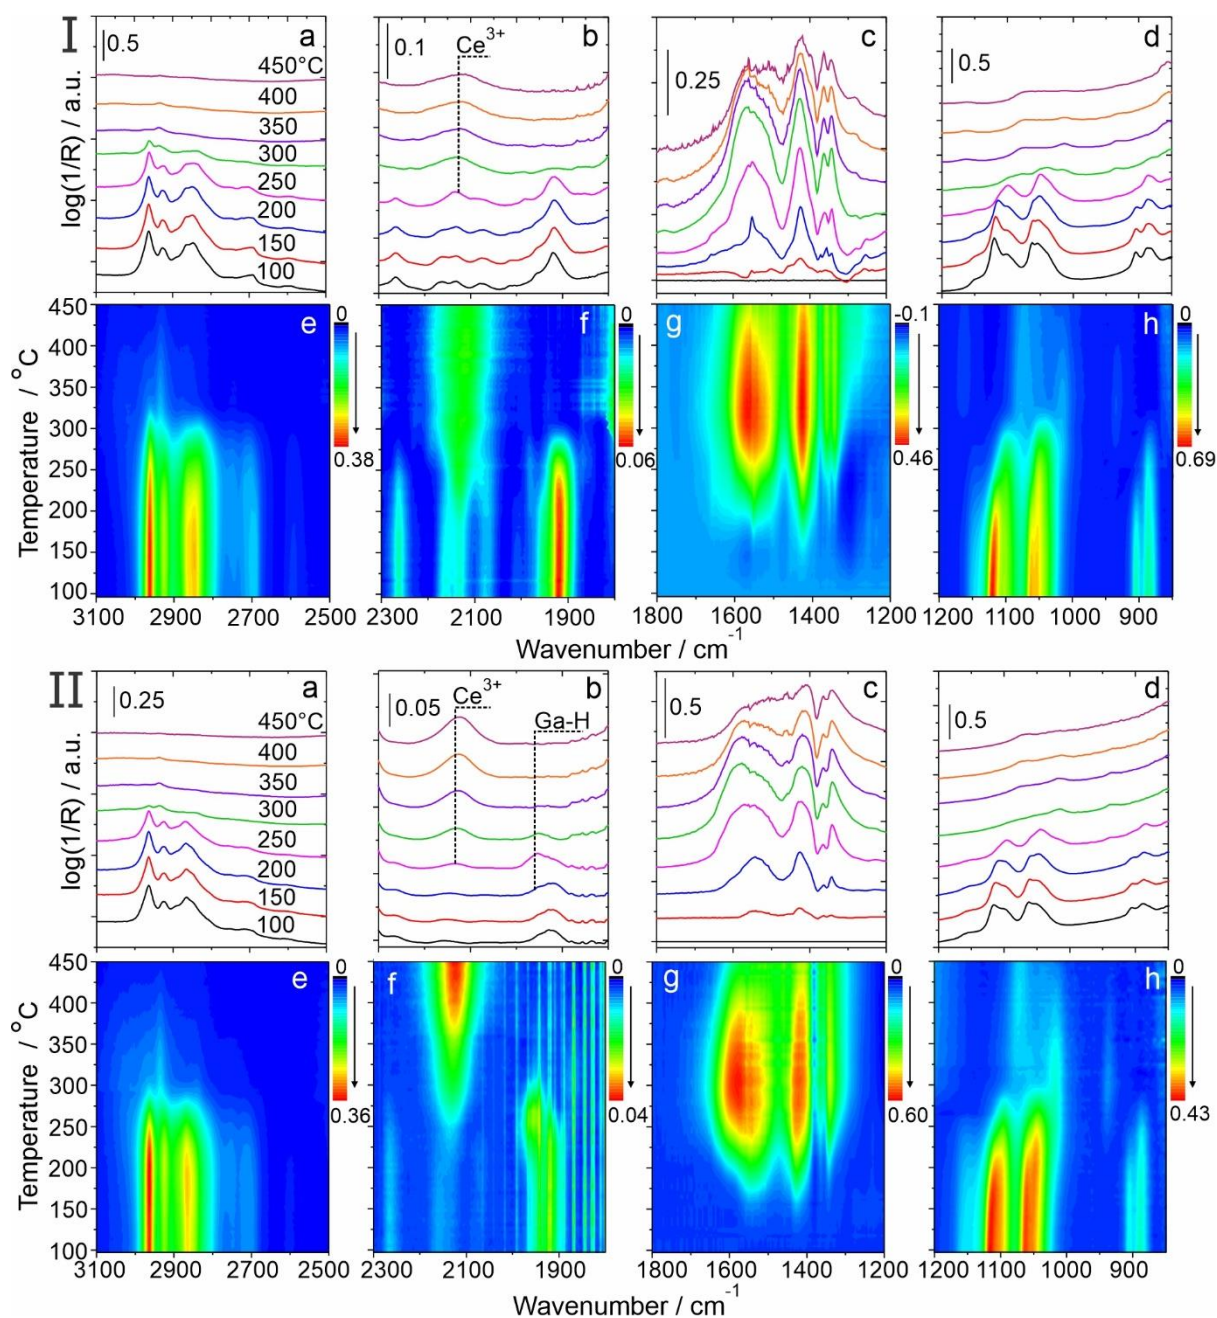 I
a
b
c
d
0.5
0.1
0.25
0.5
Ce3+
log(1/R) / a.u.
450°C
400
350
300
250
200
150
100
e
f
g
h
0
0.38
0
0.06
-0.1
0.46
0
0.69
Temperature / °C
450
400
350
300
250
200
150
100
3100 2900 2700 2500
2300 2100 1900
1800 1600 1400 1200
1200 1100 1000 900
Wavenumber / cm-1
II
a
b
c
d
0.25
0.05
0.5
0.5
Ce3+
Ga-H
log(1/R) / a.u.
450°C
400
350
300
250
200
150
100
e
f
g
h
0
0.36
0
0.04
0
0.60
0
0.43
Temperature / °C
450
400
350
300
250
200
150
100
3100 2900 2700 2500
2300 2100 1900
1800 1600 1400 1200
1200 1100 1000 900
Wavenumber / cm-1